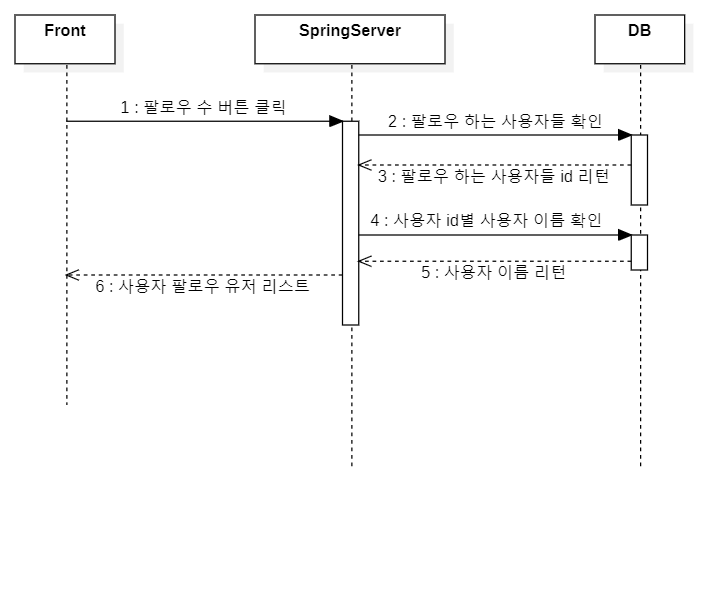 Front
SpringServer
DB
1 : 팔로우 수 버튼 클릭
2 : 팔로우 하는 사용자들 확인
3 : 팔로우 하는 사용자들 id 리턴
4 : 사용자 id별 사용자 이름 확인
5 : 사용자 이름 리턴
6 : 사용자 팔로우 유저 리스트